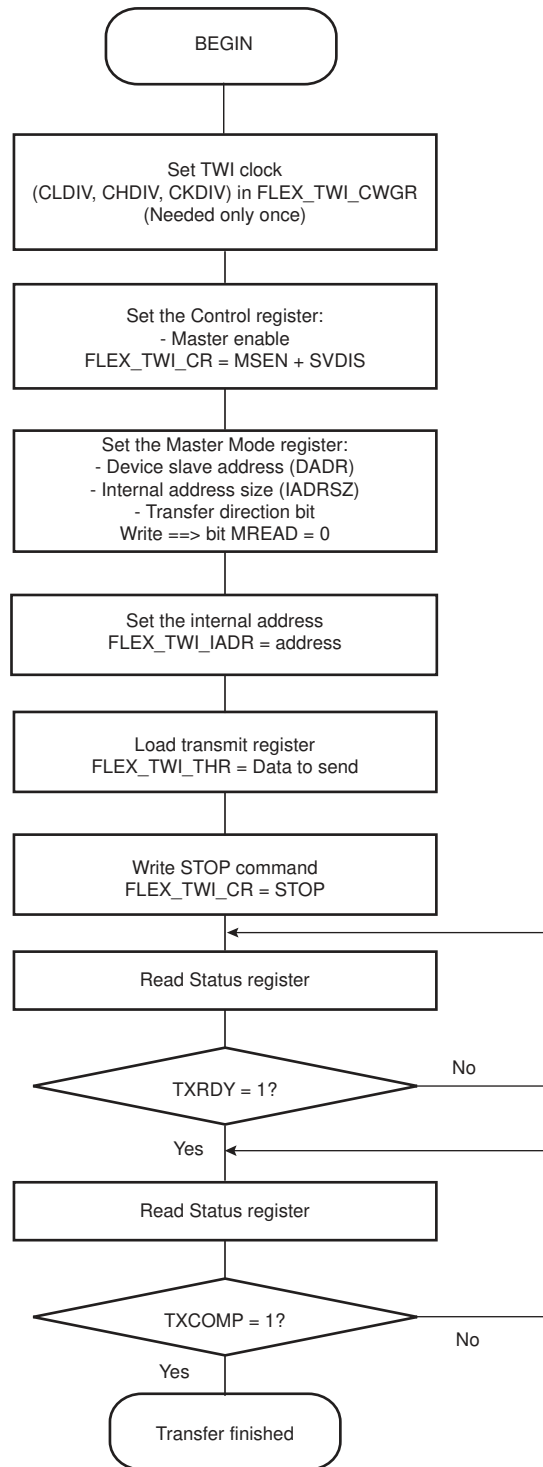 BEGIN
Set TWI clock
(CLDIV, CHDIV, CKDIV) in FLEX_TWI_CWGR
(Needed only once)
Set the Control register:
- Master enable
FLEX_TWI_CR = MSEN + SVDIS
Set the Master Mode register:
- Device slave address (DADR)
- Internal address size (IADRSZ)
- Transfer direction bit
Write ==> bit MREAD = 0
Set the internal address
FLEX_TWI_IADR = address
Load transmit register
FLEX_TWI_THR = Data to send
Write STOP command
FLEX_TWI_CR = STOP
Read Status register
TXRDY = 1?
No
Yes
Read Status register
TXCOMP = 1?
No
Yes
Transfer finished